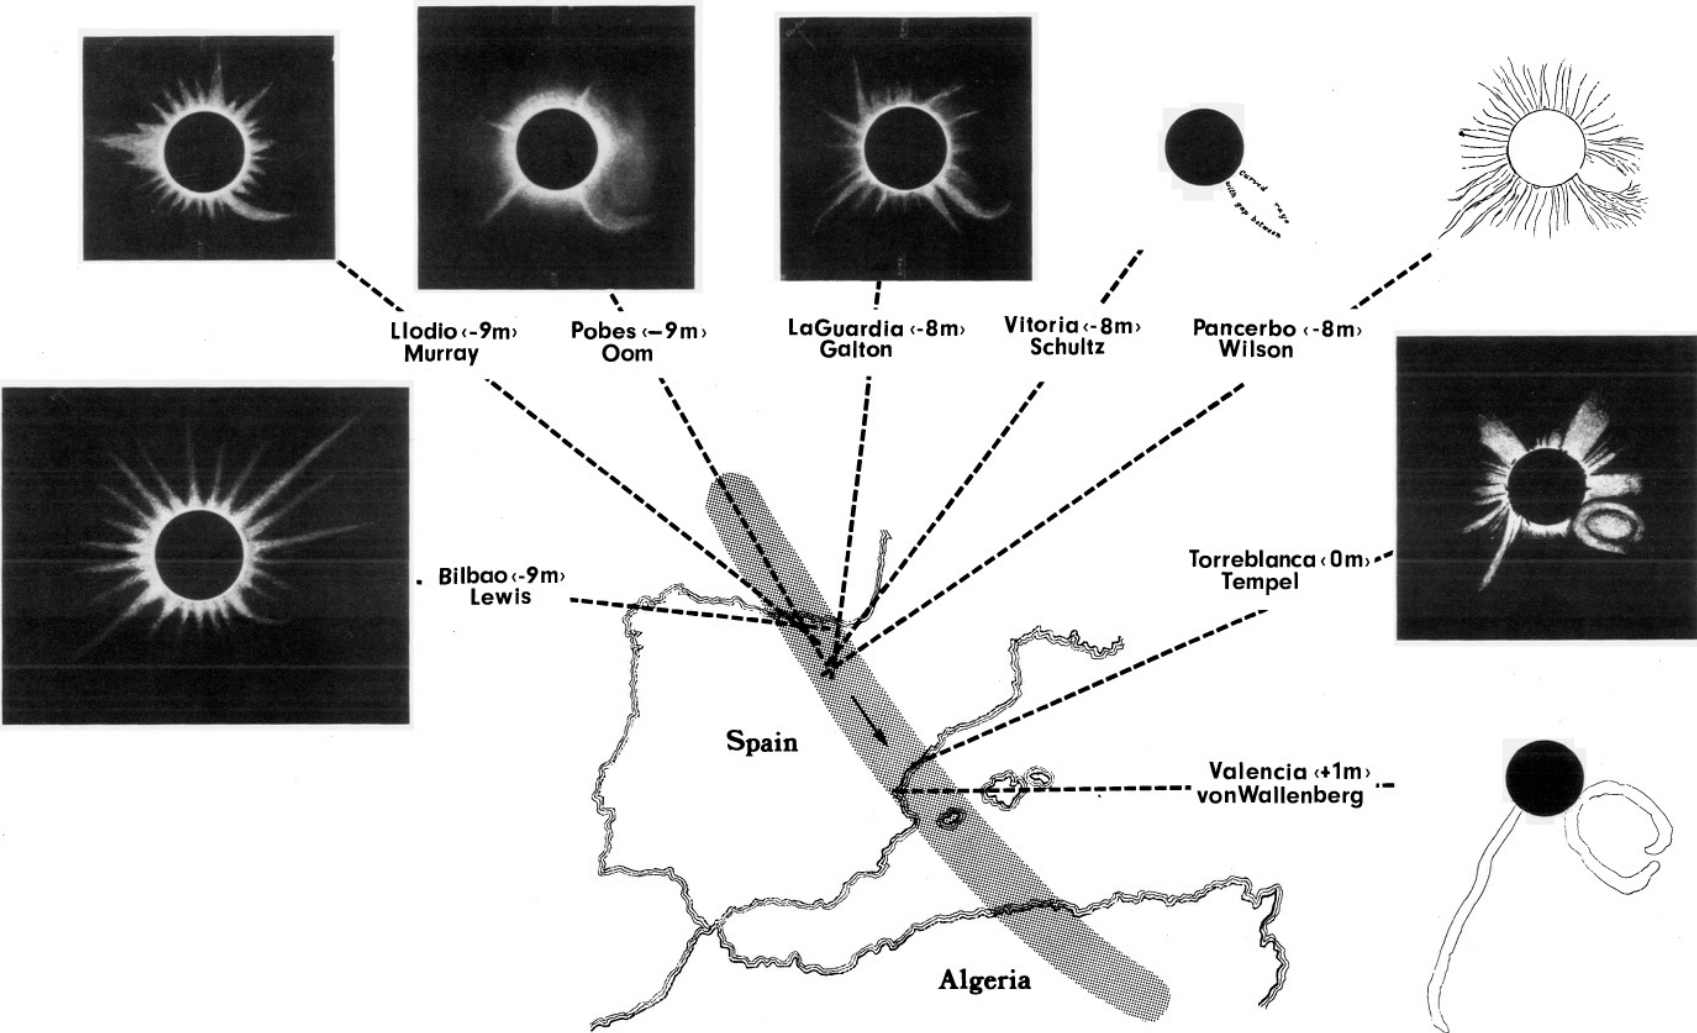 curved rays
with gap between
Llodio ‹-9m›
Murray
Pobes ‹-9m›
Oom
LaGuardia ‹-8m›
Galton
Vitoria ‹-8m›
Schultz
Pancerbo ‹-8m›
Wilson
Bilbao ‹-9m›
Lewis
Torreblanca ‹0m›
Tempel
Spain
Valencia ‹+1m›
vonWallenberg
Algeria